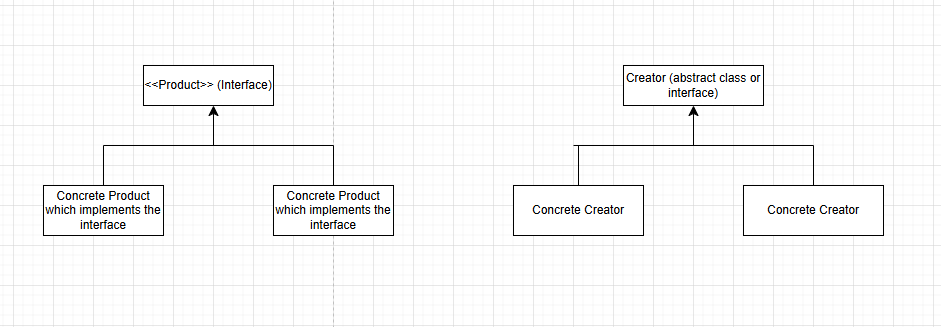 <<Product>> (Interface)
Creator (abstract class or
interface)
Concrete Product
which implements the
interface
Concrete Product
which implements the
interface
Concrete Creator
Concrete Creator